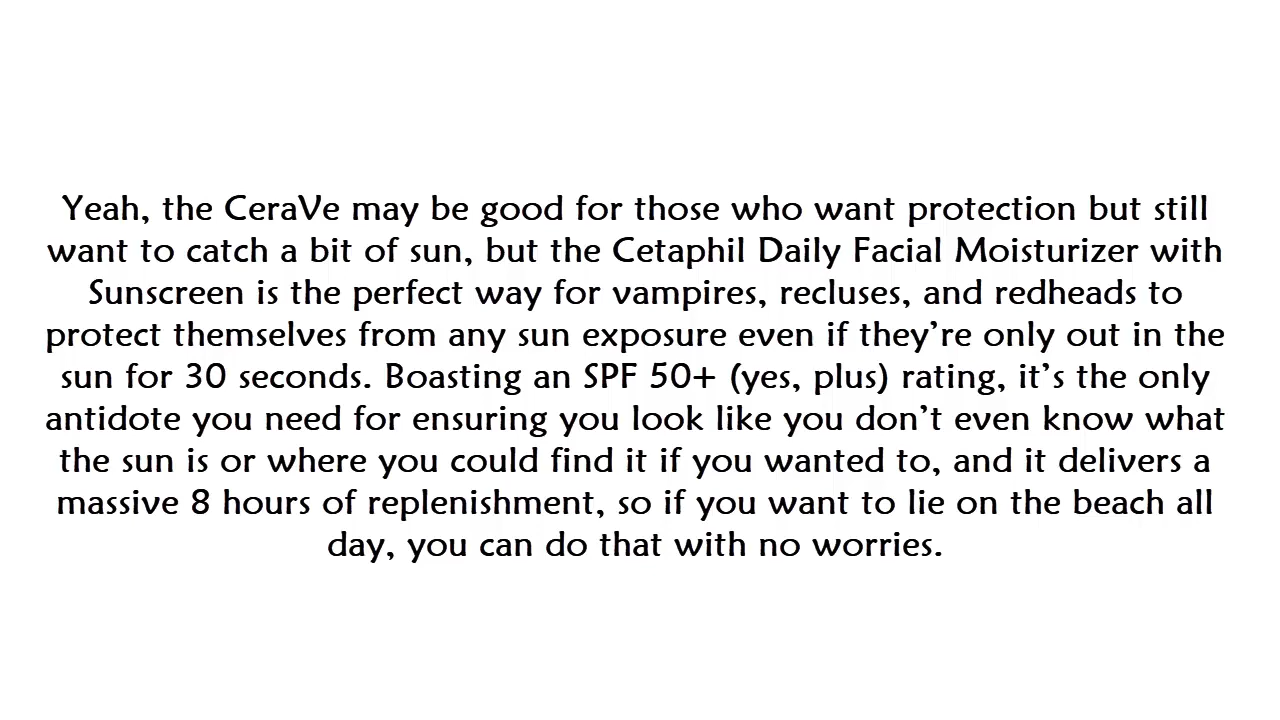 Yeah, the CeraVe may be good for those who want protection but still
want to catch a bit of sun, but the Cetaphil Daily Facial Moisturizer with
Sunscreen is the perfect way for vampires, recluses, and redheads to
protect themselves from any sun exposure even if they’re only out in the
sun for 30 seconds. Boasting an SPF 50+ (yes, plus) rating, it’s the only
antidote you need for ensuring you look like you don’t even know what
the sun is or where you could find it if you wanted to, and it delivers a
massive 8 hours of replenishment, so if you want to lie on the beach all
day, you can do that with no worries.